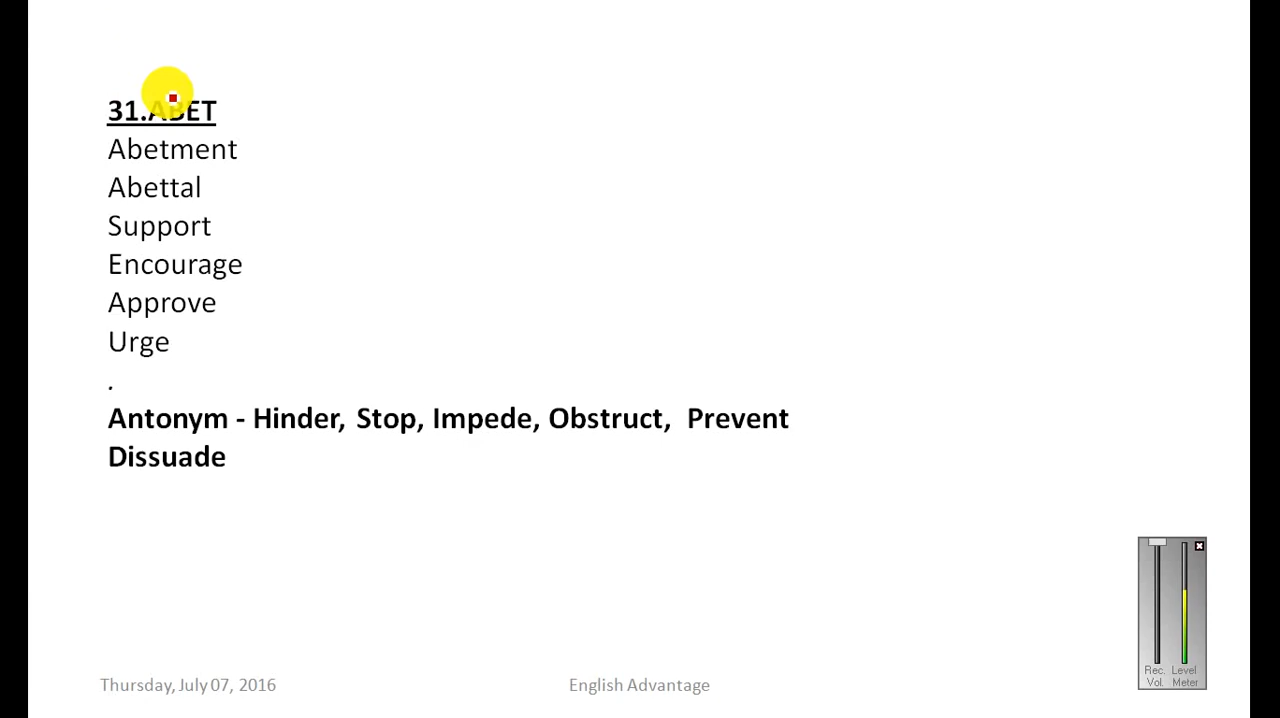 31.ABET
Abetment
Abettal
Support
Encourage
Approve
Urge
.
Antonym - Hinder, Stop, Impede, Obstruct,  Prevent
Dissuade
Rec. Level
Vol. Meter
Thursday, July 07, 2016
English Advantage